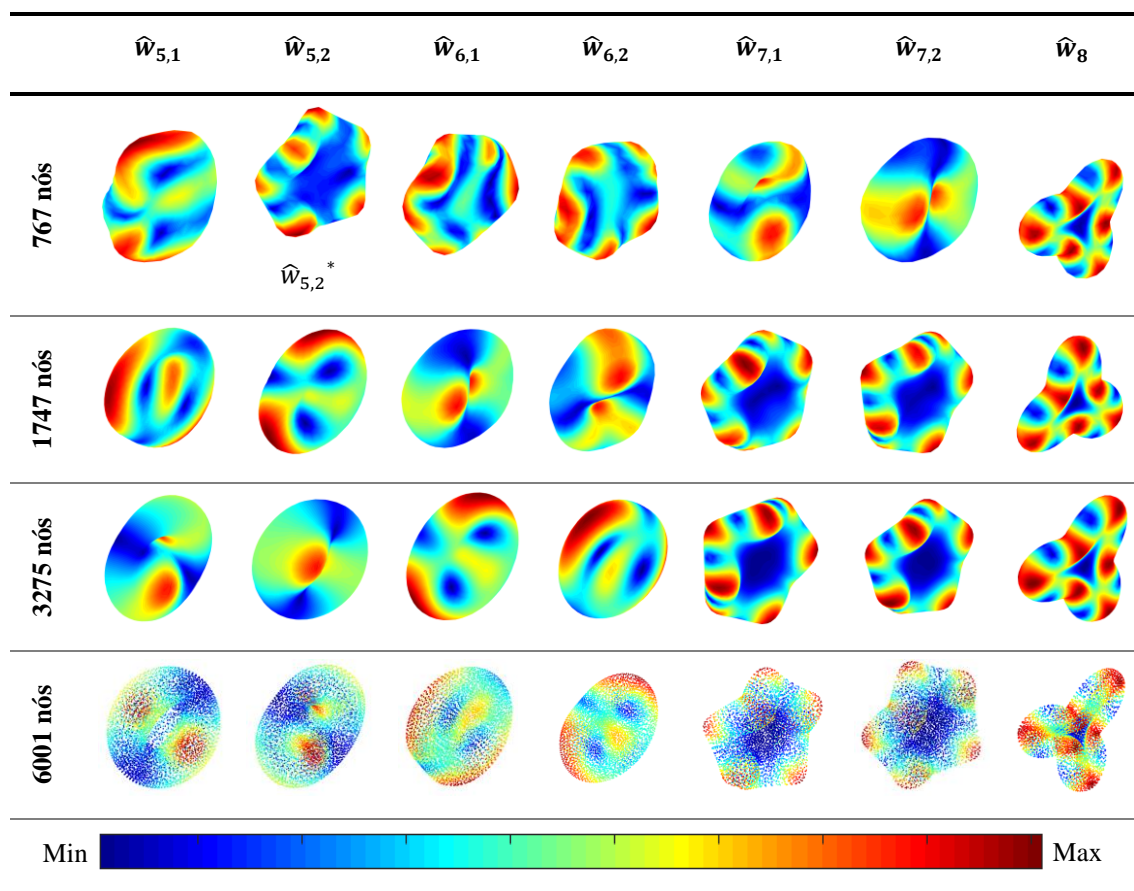 ŵ5,1 ŵ5,2 ŵ6,1 ŵ6,2 ŵ7,1 ŵ7,2 ŵ8
767 nós
ŵ5,2*
1747 nós
3275 nós
6001 nós
Min Max